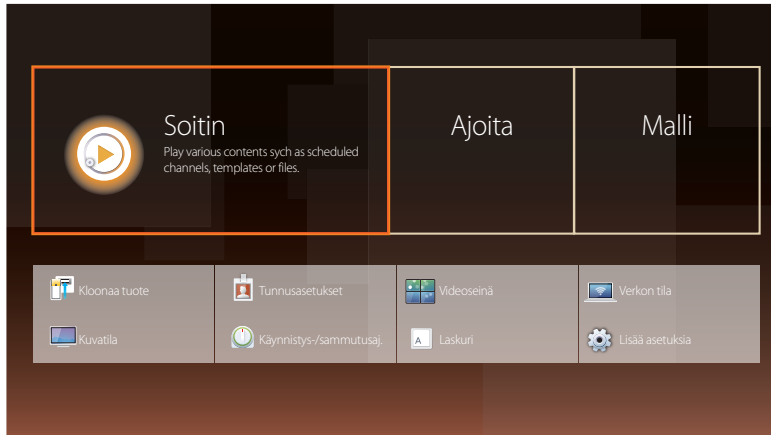 Soitin
Play various contents sych as scheduled
channels, templates or files.
Ajoita
Malli
Kloonaa tuote
Tunnusasetukset
Videoseinä
Verkon tila
Kuvatila
Käynnistys-/sammutusaj.
A
Laskuri
Lisää asetuksia